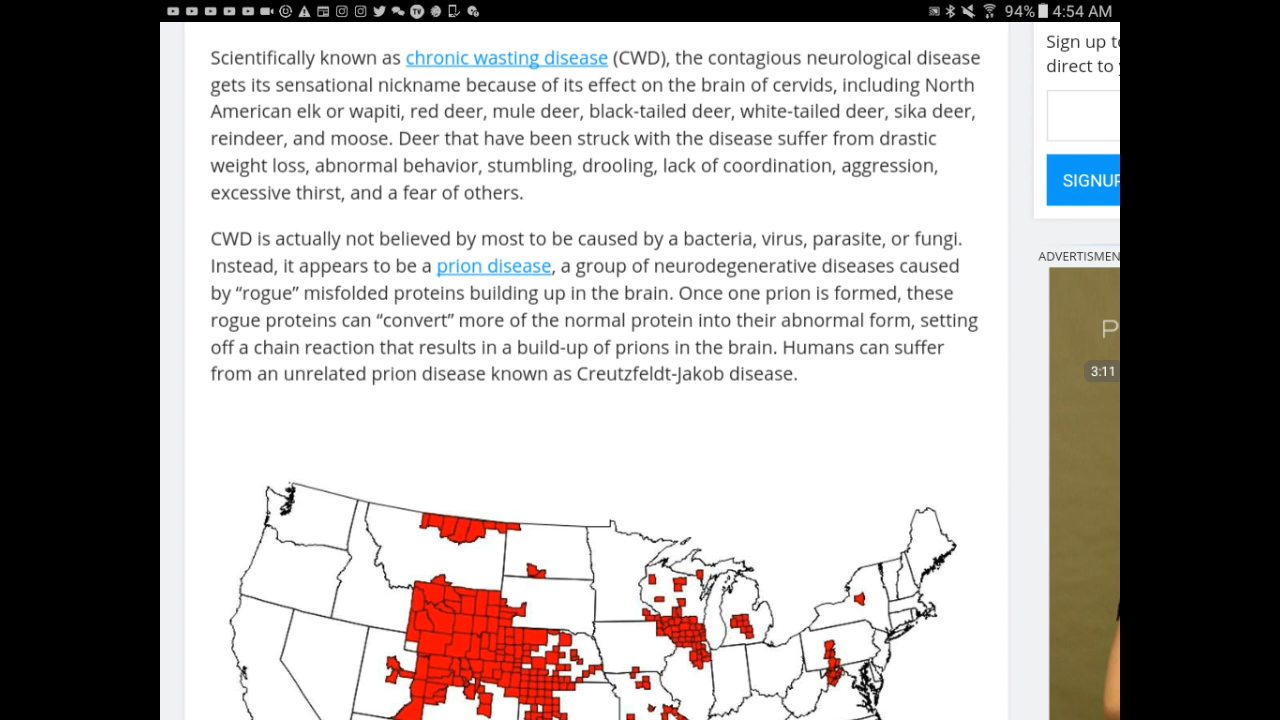 94% 4:54 AM
Scientifically known as chronic wasting disease (CWD), the contagious neurological disease
gets its sensational nickname because of its effect on the brain of cervids, including North
American elk or wapiti, red deer, mule deer, black-tailed deer, white-tailed deer, sika deer,
reindeer, and moose. Deer that have been struck with the disease suffer from drastic
weight loss, abnormal behavior, stumbling, drooling, lack of coordination, aggression,
excessive thirst, and a fear of others.
CWD is actually not believed by most to be caused by a bacteria, virus, parasite, or fungi.
Instead, it appears to be a prion disease, a group of neurodegenerative diseases caused
by “rogue” misfolded proteins building up in the brain. Once one prion is formed, these
rogue proteins can “convert” more of the normal protein into their abnormal form, setting
off a chain reaction that results in a build-up of prions in the brain. Humans can suffer
from an unrelated prion disease known as Creutzfeldt-Jakob disease.
Sign up t
direct to
SIGNUP
ADVERTISMEN
P
3:11